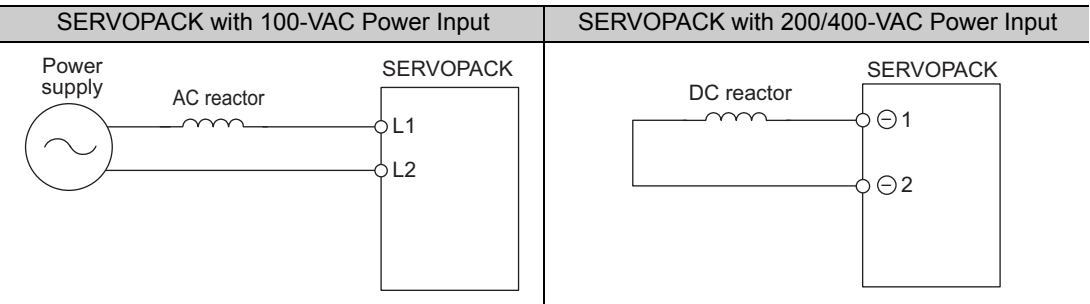 SERVOPACK with 100-VAC Power Input
SERVOPACK with 200/400-VAC Power Input
Power
supply
AC reactor
SERVOPACK
L1
L2
DC reactor
SERVOPACK
⊖ 1
⊖ 2